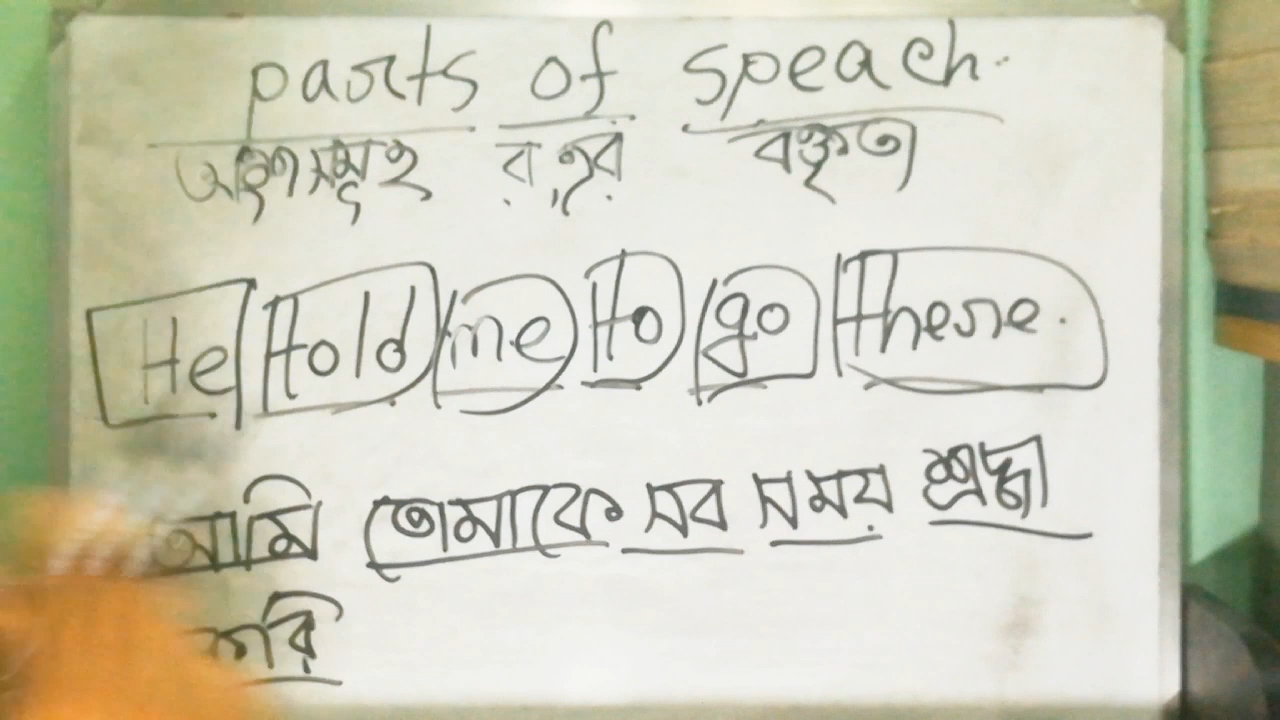 parts of speach.
অংশসমূহ র,এর বক্তৃতা
He told me to go there.
আমি তোমাকে সব সময় শ্রদ্ধা
করি